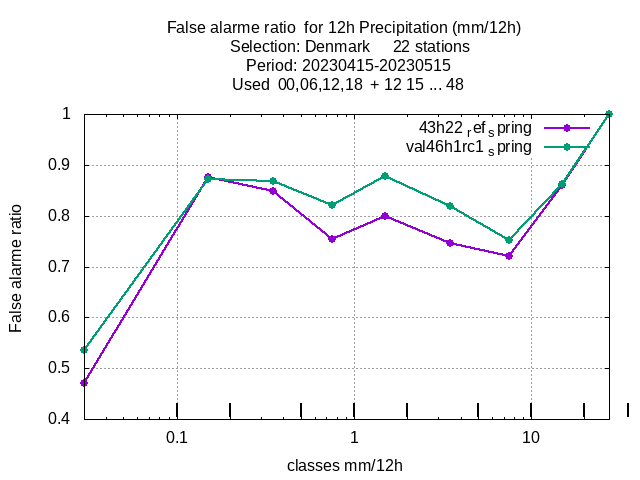 False alarme ratio  for 12h Precipitation (mm/12h)
Selection: Denmark     22 stations
Period: 20230415-20230515
Used  00,06,12,18  + 12 15 ... 48
43h22 ref spring
val46h1rc1 spring
1
0.9
0.8
0.7
0.6
0.5
0.4
False alarme ratio
0.1
1
10
classes mm/12h